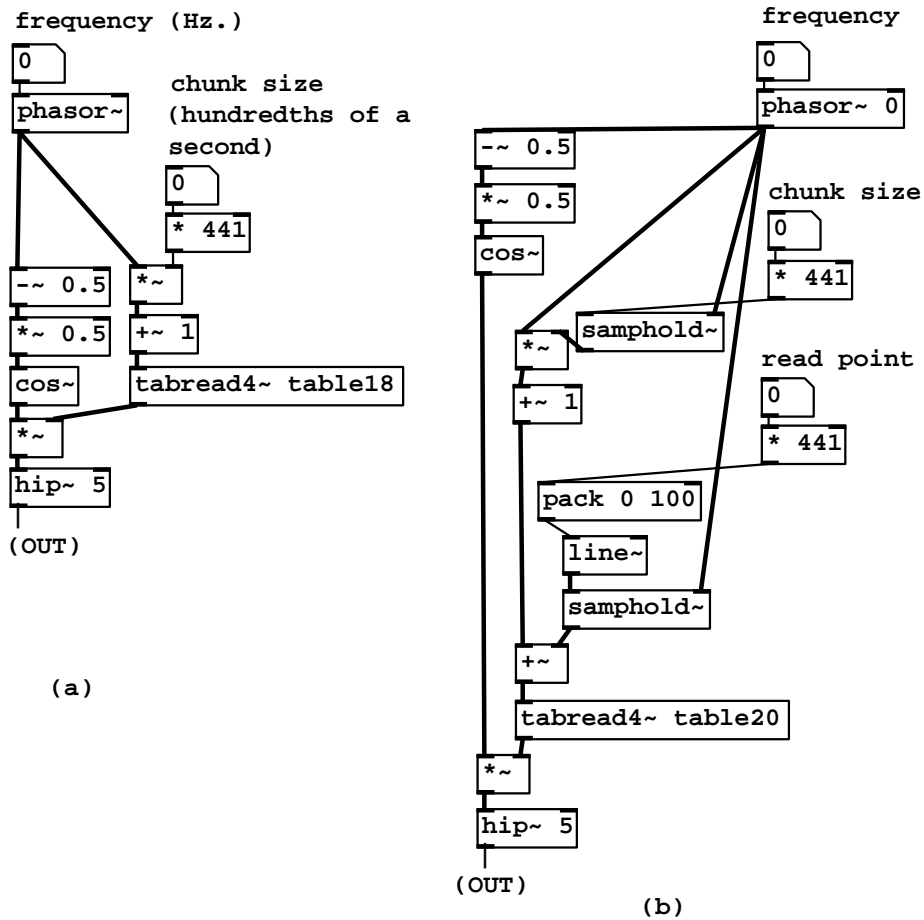 frequency (Hz.)
0
phasor~
chunk size
(hundredths of a
second)
0
* 441
-~ 0.5
*~
*~ 0.5
+~ 1
cos~
tabread4~ table18
*~
hip~ 5
(OUT)
(a)
frequency
0
phasor~ 0
-~ 0.5
*~ 0.5
cos~
chunk size
0
* 441
samphold~
*~
+~ 1
read point
0
* 441
pack 0 100
line~
samphold~
+~
tabread4~ table20
*~
hip~ 5
(OUT)
(b)